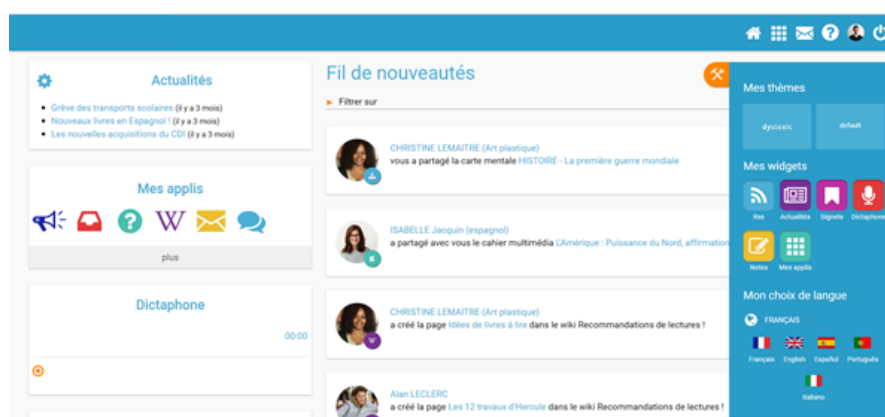 Actualités
Grève des transports scolaires (il y a 3 mois)
Nouveaux livres en Espagnol ! (il y a 3 mois)
Les nouvelles acquisitions du CDI (il y a 3 mois)
Mes applis
plus
Dictaphone
00:00
Fil de nouveautés
Filtrer sur
CHRISTINE LEMAITRE (Art plastique)
vous a partagé la carte mentale HISTOIRE - La première guerre mondiale
ISABELLE Jacquin (espagnol)
a partagé avec vous le cahier multimédia L'Amérique : Puissance du Nord, affirmation
CHRISTINE LEMAITRE (Art plastique)
a créé la page Idées de livres à lire dans le wiki Recommandations de lectures !
Alan LECLERC
a créé la page Les 12 travaux d'Hercule dans le wiki Recommandations de lectures !
Mes thèmes
dyslexic default
Mes widgets
Rss Actualités Signets Dictaphone
Notes Mes applis
Mon choix de langue
FRANÇAIS
Français English Español Português
Italiano